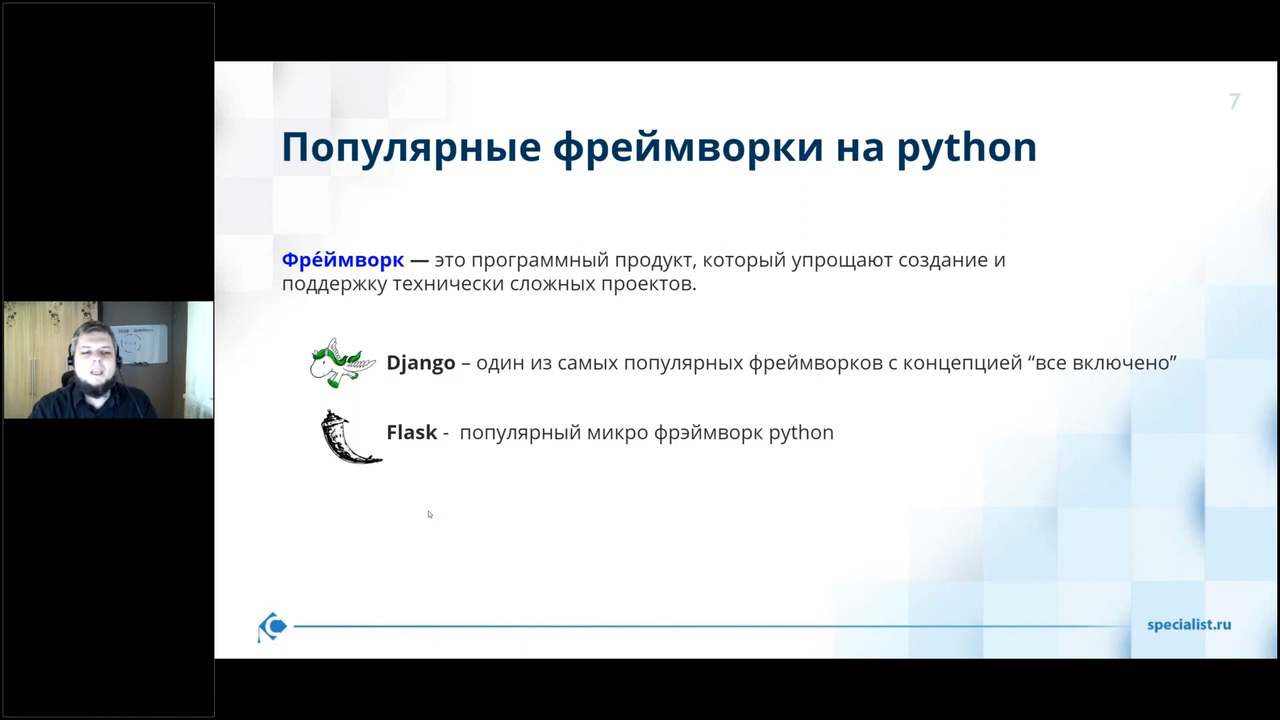 7
Популярные фреймворки на python
Фре́ймворк — это программный продукт, который упрощают создание и
поддержку технически сложных проектов.
Django – один из самых популярных фреймворков с концепцией “все включено”
Flask - популярный микро фрэймворк python
specialist.ru